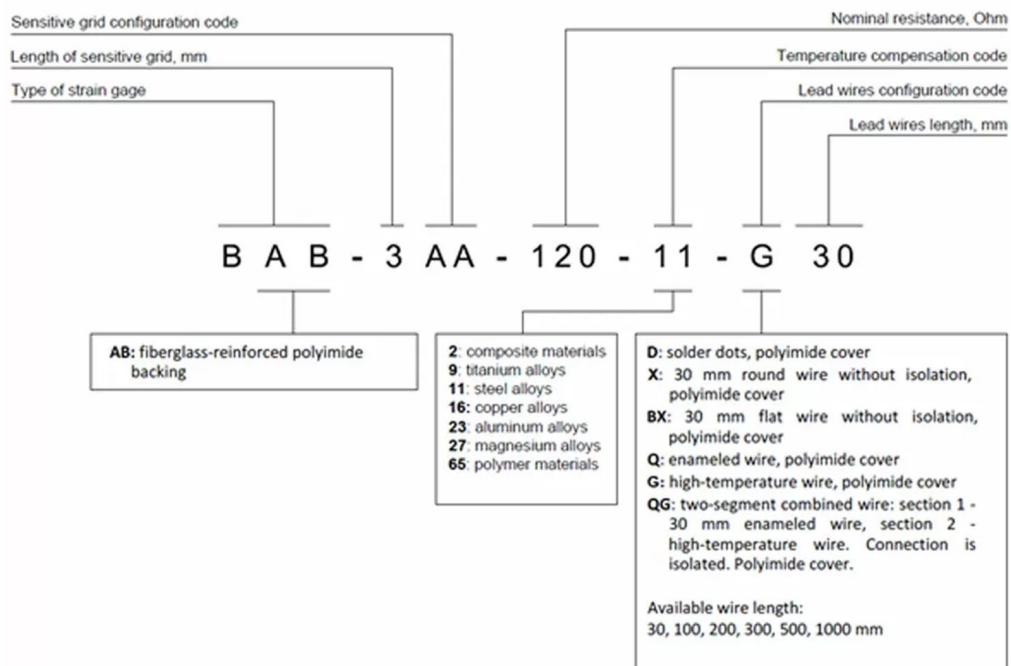 Sensitive grid configuration code
Length of sensitive grid, mm
Type of strain gage
Nominal resistance, Ohm
Temperature compensation code
Lead wires configuration code
Lead wires length, mm
BAB - 3 AA - 120 - 11 - G 30
AB: fiberglass-reinforced polyimide
backing
2: composite materials
9: titanium alloys
11: steel alloys
16: copper alloys
23: aluminum alloys
27: magnesium alloys
65: polymer materials
D: solder dots, polyimide cover
X: 30 mm round wire without isolation,
polyimide cover
BX: 30 mm flat wire without isolation,
polyimide cover
Q: enameled wire, polyimide cover
G: high-temperature wire, polyimide cover
QG: two-segment combined wire: section 1 -
30 mm enameled wire, section 2 -
high-temperature wire. Connection is
isolated. Polyimide cover.
Available wire length:
30, 100, 200, 300, 500, 1000 mm